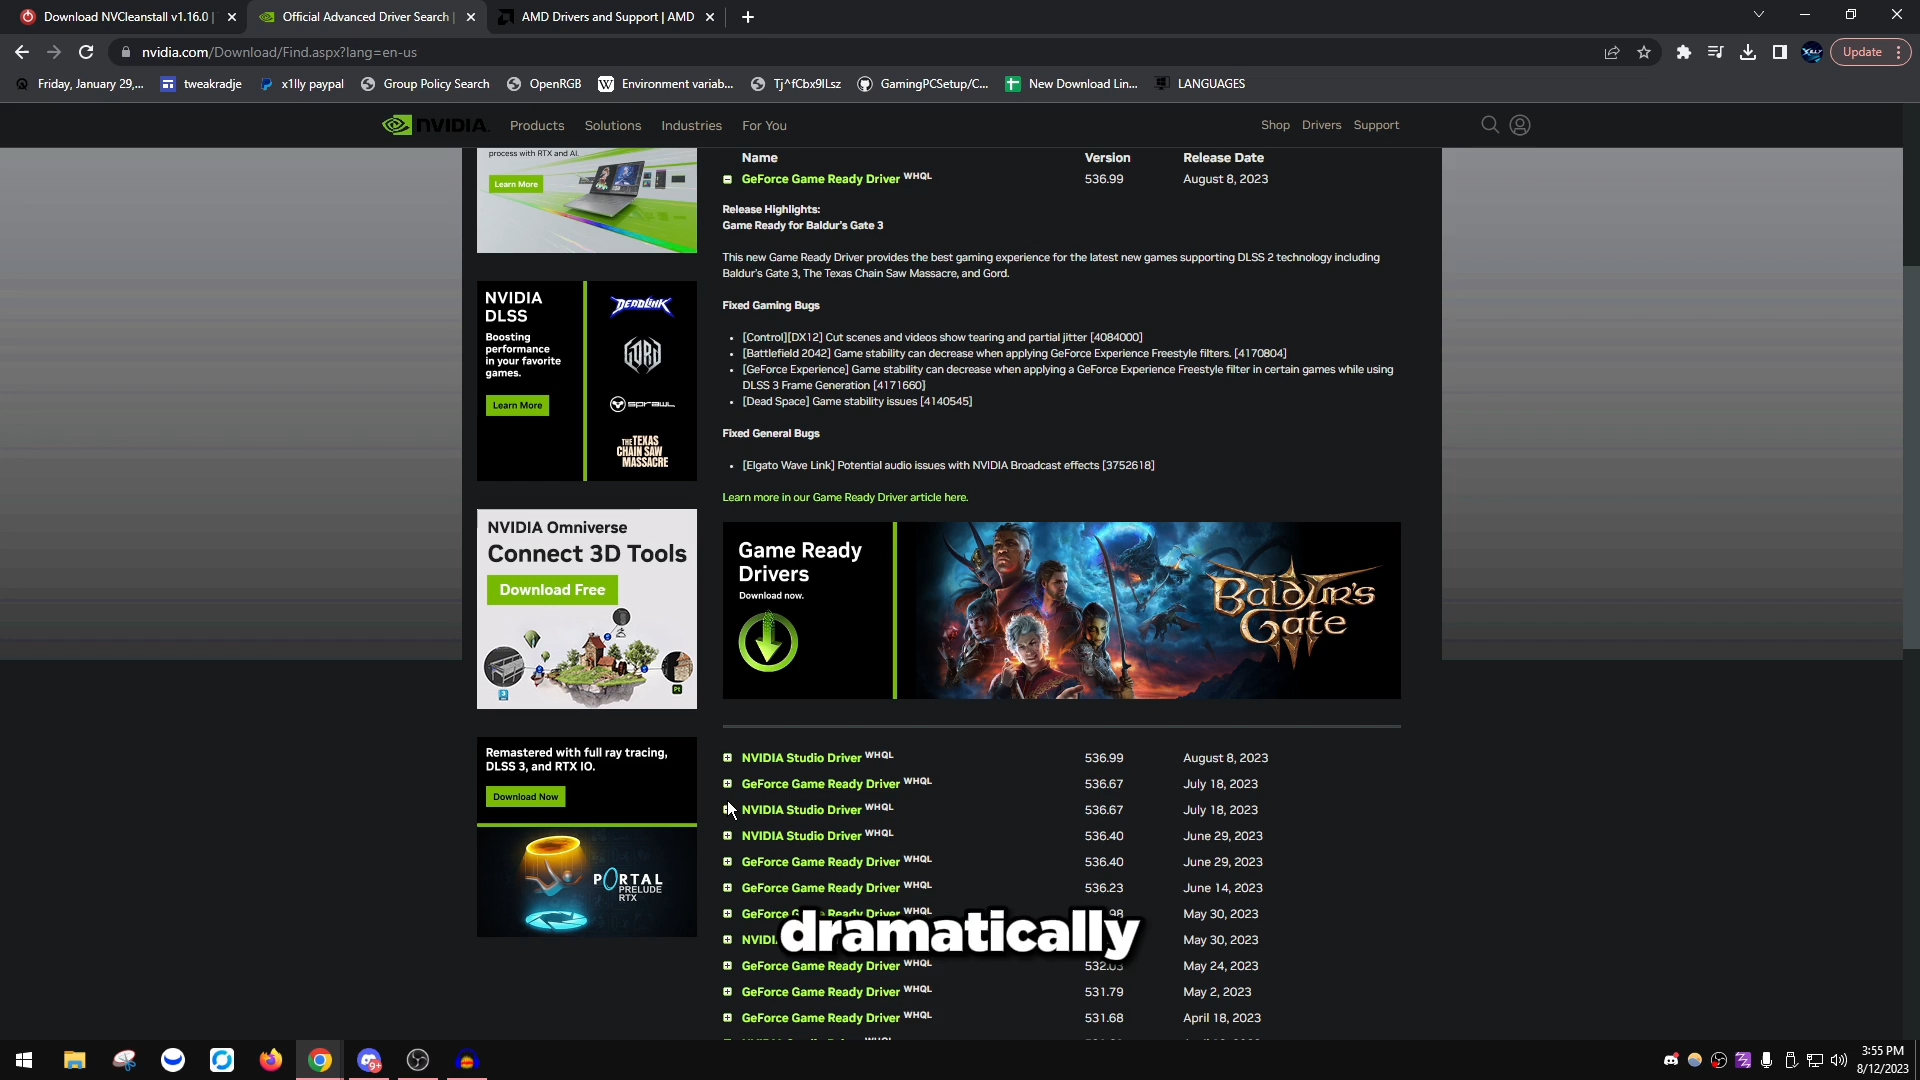 Download NVCleanstall v1.16.0 |
Official Advanced Driver Search |
AMD Drivers and Support | AMD
nvidia.com/Download/Find.aspx?lang=en-us
Update
Friday, January 29,...
tweakradje
x1lly paypal
Group Policy Search
OpenRGB
Environment variab...
Tj^fCbx9ILsz
GamingPCSetup/C...
New Download Lin...
LANGUAGES
NVIDIA.
Products
Solutions
Industries
For You
Shop
Drivers
Support
process with RTX and AI.
Learn More
Name Version Release Date
GeForce Game Ready Driver WHQL 536.99 August 8, 2023
Release Highlights:
Game Ready for Baldur's Gate 3
This new Game Ready Driver provides the best gaming experience for the latest new games supporting DLSS 2 technology including
Baldur's Gate 3, The Texas Chain Saw Massacre, and Gord.
Fixed Gaming Bugs
• [Control][DX12] Cut scenes and videos show tearing and partial jitter [4084000]
• [Battlefield 2042] Game stability can decrease when applying GeForce Experience Freestyle filters. [4170804]
• [GeForce Experience] Game stability can decrease when applying a GeForce Experience Freestyle filter in certain games while using
DLSS 3 Frame Generation [4171660]
• [Dead Space] Game stability issues [4140545]
Fixed General Bugs
• [Elgato Wave Link] Potential audio issues with NVIDIA Broadcast effects [3752618]
Learn more in our Game Ready Driver article here.
NVIDIA
DLSS
Boosting
performance
in your favorite
games.
Learn More
DEADLINK
GORD
SPRAWL
THE TEXAS
CHAIN SAW
MASSACRE
NVIDIA Omniverse
Connect 3D Tools
Download Free
Pt
Game Ready
Drivers
Download now.
BALDUR'S
GATE
Remastered with full ray tracing,
DLSS 3, and RTX IO.
Download Now
PORTAL
PRELUDE
RTX
NVIDIA Studio Driver WHQL 536.99 August 8, 2023
GeForce Game Ready Driver WHQL 536.67 July 18, 2023
NVIDIA Studio Driver WHQL 536.67 July 18, 2023
NVIDIA Studio Driver WHQL 536.40 June 29, 2023
GeForce Game Ready Driver WHQL 536.40 June 29, 2023
GeForce Game Ready Driver WHQL 536.23 June 14, 2023
GeForce Game Ready Driver WHQL 98 May 30, 2023
NVIDI May 30, 2023
dramatically
GeForce Game Ready Driver WHQL 532.03 May 24, 2023
GeForce Game Ready Driver WHQL 531.79 May 2, 2023
GeForce Game Ready Driver WHQL 531.68 April 18, 2023
9+
3:55 PM
8/12/2023